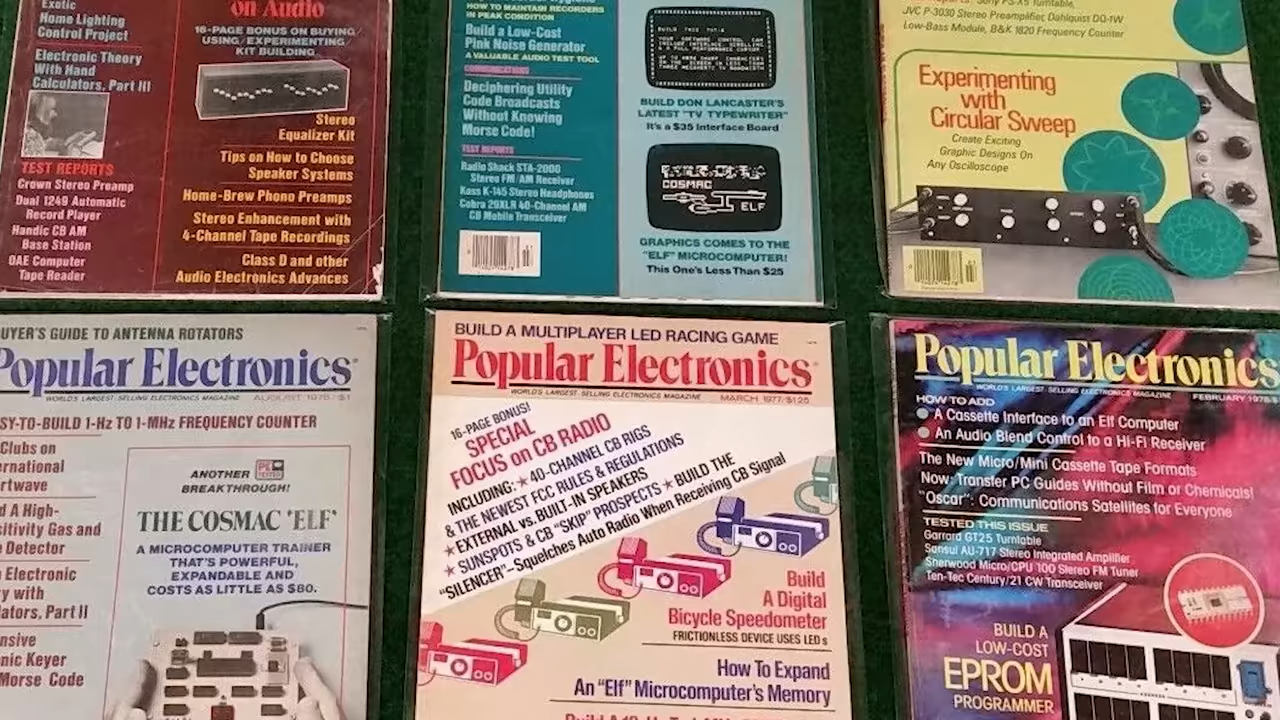 Exotic
Home Lighting
Control Project
Electronic Theory
With Hand
Calculators, Part III
TEST REPORTS
Crown Stereo Preamp
Dual 1249 Automatic
Record Player
Handic CB AM
Base Station
OAE Computer
Tape Reader
on Audio
16-PAGE BONUS ON BUYING/
USING/EXPERIMENTING/
KIT BUILDING
Stereo
Equalizer Kit
Tips on How to Choose
Speaker Systems
Home-Brew Phono Preamps
Stereo Enhancement with
4-Channel Tape Recordings
Class D and other
Audio Electronics Advances
HOW TO MAINTAIN RECORDERS
IN PEAK CONDITION
Build a Low-Cost
Pink Noise Generator
A VALUABLE AUDIO TEST TOOL
COMMUNICATIONS
Deciphering Utility
Code Broadcasts
Without Knowing
Morse Code!
TEST REPORTS
Radio Shack STA-2000
Stereo FM/AM Receiver
Koss K-145 Stereo Headphones
Cobra 29XLR 40-Channel AM
CB Mobile Transceiver
BUILD DON LANCASTER'S
LATEST "TV TYPEWRITER"
It's a $35 Interface Board
COSMAC
ELF
GRAPHICS COMES TO THE
"ELF" MICROCOMPUTER!
This One's Less Than $25
Sony PS-X5 Turntable,
JVC P-3030 Stereo Preamplifier, Dahlquist DQ-1W
Low-Bass Module, B&K 1820 Frequency Counter
Experimenting
with
Circular Sweep
Create Exciting
Graphic Designs On
Any Oscilloscope
UYER'S GUIDE TO ANTENNA ROTATORS
Popular Electronics
WORLD'S LARGEST-SELLING ELECTRONICS MAGAZINE AUGUST 1976/$1
SY-TO-BUILD 1-Hz TO 1-MHz FREQUENCY COUNTER
Clubs on
ernational
rtwave
d A High-
sitivity Gas and
Detector
Electronic
y with
lators, Part II
nsive
nic Keyer
Morse Code
ANOTHER PE
BREAKTHROUGH!
THE COSMAC 'ELF'
A MICROCOMPUTER TRAINER
THAT'S POWERFUL,
EXPANDABLE AND
COSTS AS LITTLE AS $80.
BUILD A MULTIPLAYER LED RACING GAME
Popular Electronics
WORLD'S LARGEST-SELLING ELECTRONICS MAGAZINE MARCH 1977/$1.25
16-PAGE BONUS!
SPECIAL
FOCUS on CB RADIO
INCLUDING: ★ 40-CHANNEL CB RIGS
& THE NEWEST FCC RULES & REGULATIONS
★ EXTERNAL vs. BUILT-IN SPEAKERS
★ SUNSPOTS & CB "SKIP" PROSPECTS ★ BUILD THE
"SILENCER"–Squelches Auto Radio When Receiving CB Signal
Build
A Digital
Bicycle Speedometer
FRICTIONLESS DEVICE USES LEDs
How To Expand
An "Elf" Microcomputer's Memory
Popular Electronics
WORLD'S LARGEST-SELLING ELECTRONICS MAGAZINE FEBRUARY 1978/$
HOW TO ADD
A Cassette Interface to an Elf Computer
An Audio Blend Control to a Hi-Fi Receiver
The New Micro/Mini Cassette Tape Formats
Now: Transfer PC Guides Without Film or Chemicals!
"Oscar": Communications Satellites for Everyone
TESTED THIS ISSUE
Garrard GT25 Turntable
Sansui AU-717 Stereo Integrated Amplifier
Sherwood Micro/CPU 100 Stereo FM Tuner
Ten-Tec Century/21 CW Transceiver
BUILD A
LOW-COST
EPROM
PROGRAMMER